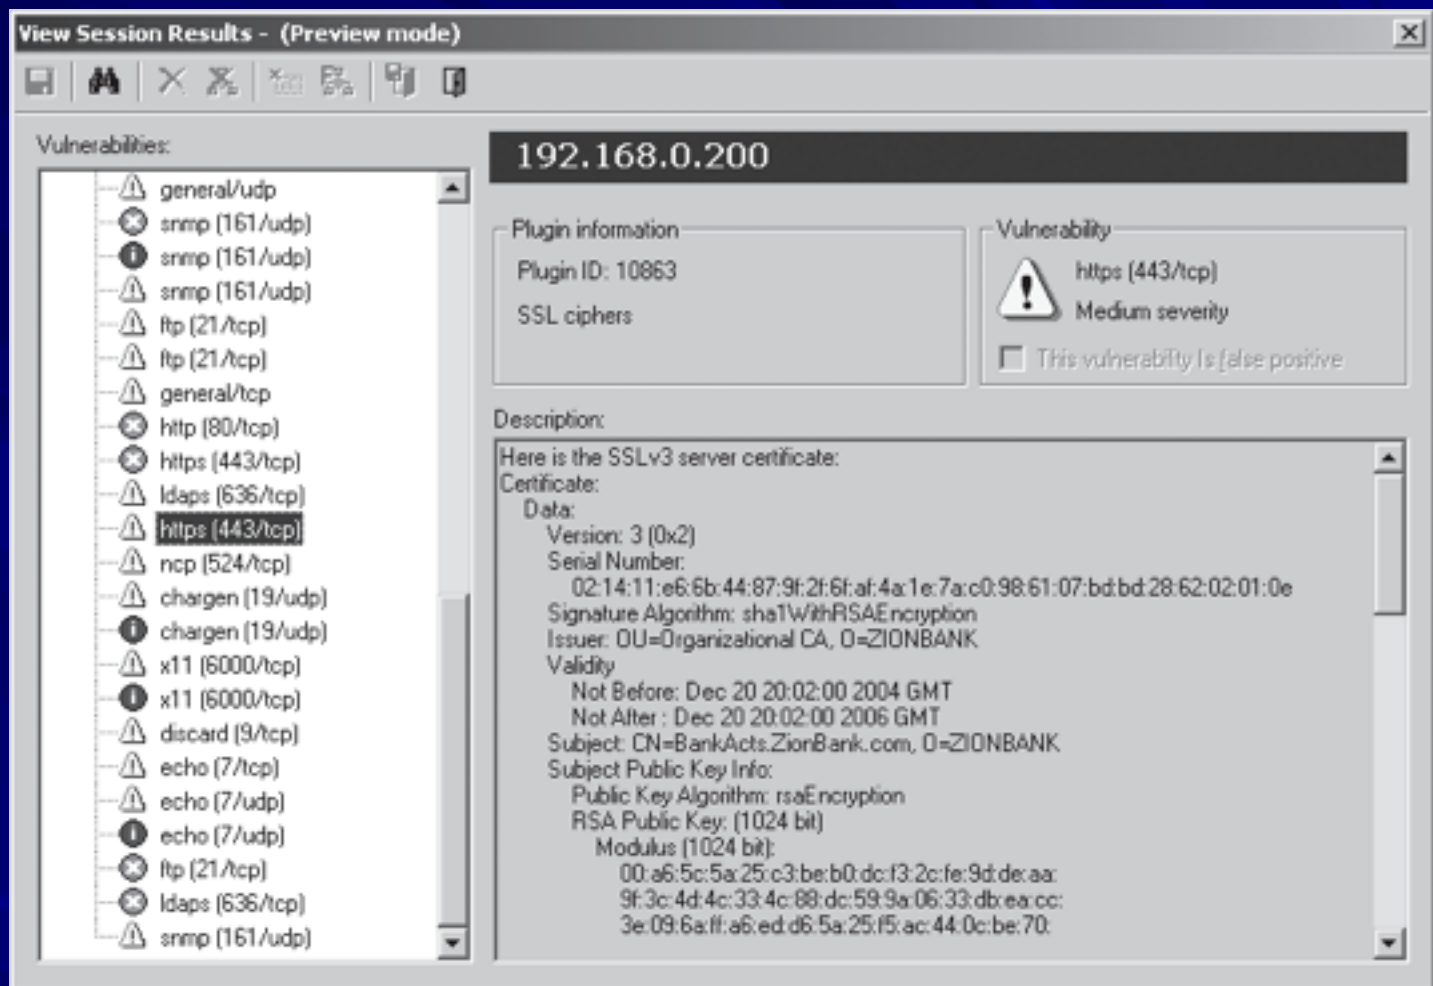 View Session Results - (Preview mode)
Vulnerabilities:
general/udp
snmp (161/udp)
snmp (161/udp)
snmp (161/udp)
ftp (21/tcp)
ftp (21/tcp)
general/tcp
http (80/tcp)
https (443/tcp)
ldaps (636/tcp)
https (443/tcp)
ncp (524/tcp)
chargen (19/udp)
chargen (19/udp)
x11 (6000/tcp)
x11 (6000/tcp)
discard (9/tcp)
echo (7/tcp)
echo (7/udp)
echo (7/udp)
ftp (21/tcp)
ldaps (636/tcp)
snmp (161/udp)
192.168.0.200
Plugin information
Plugin ID: 10863
SSL ciphers
Vulnerability
https (443/tcp)
Medium severity
This vulnerabilty Is false positive
Description:
Here is the SSLv3 server certificate:
Certificate:
Data:
Version: 3 (0x2)
Serial Number:
02:14:11:e6:6b:44:87:9f:2f:6f:af:4a:1e:7a:c0:98:61:07:bd:bd:28:62:02:01:0e
Signature Algorithm: sha1WithRSAEncryption
Issuer: OU=Organizational CA, O=ZIONBANK
Validity
Not Before: Dec 20 20:02:00 2004 GMT
Not After : Dec 20 20:02:00 2006 GMT
Subject: CN=BankActs.ZionBank.com, O=ZIONBANK
Subject Public Key Info:
Public Key Algorithm: rsaEncryption
RSA Public Key: (1024 bit)
Modulus (1024 bit):
00:a6:5c:5a:25:c3:be:b0:dc:f3:2c:fe:9d:de:aa:
9f:3c:4d:4c:33:4c:88:dc:59:9a:06:33:db:ea:cc:
3e:09:6a:ff:a6:ed:d6:5a:25:f5:ac:44:0c:be:70: